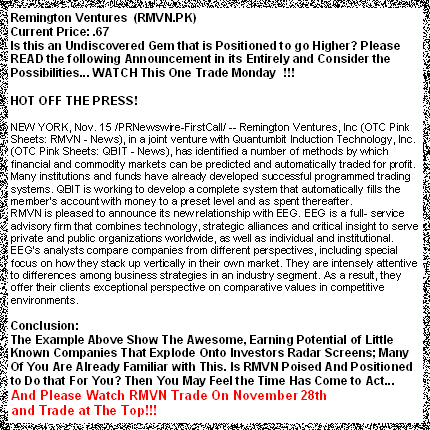 Remington Ventures (RMVN.PK)
Current Price: .67
Is this an Undiscovered Gem that is Positioned to go Higher? Please
READ the following Announcement in its Entirely and Consider the
Possibilities... WATCH This One Trade Monday !!!
HOT OFF THE PRESS!
NEW YORK, Nov. 15 /PRNewswire-FirstCall/ -- Remington Ventures, Inc (OTC Pink
Sheets: RMVN - News), in a joint venture with Quantumbit Induction Technology, Inc.
(OTC Pink Sheets: QBIT - News), has identified a number of methods by which
financial and commodity markets can be predicted and automatically traded for profit.
Many institutions and funds have already developed successful programmed trading
systems. QBIT is working to develop a complete system that automatically fills the
member's account with money to a preset level and as spent thereafter.
RMVN is pleased to announce its new relationship with EEG. EEG is a full- service
advisory firm that combines technology, strategic alliances and critical insight to serve
private and public organizations worldwide, as well as individual and institutional.
EEG's analysts compare companies from different perspectives, including special
focus on how they stack up vertically in their own market. They are intensely attentive
to differences among business strategies in an industry segment. As a result, they
offer their clients exceptional perspective on comparative values in competitive
environments.
Conclusion:
The Example Above Show The Awesome, Earning Potential of Little
Known Companies That Explode Onto Investors Radar Screens; Many
Of You Are Already Familiar with This. Is RMVN Poised And Positioned
to Do that For You? Then You May Feel the Time Has Come to Act...
And Please Watch RMVN Trade On November 28th
and Trade at The Top!!!